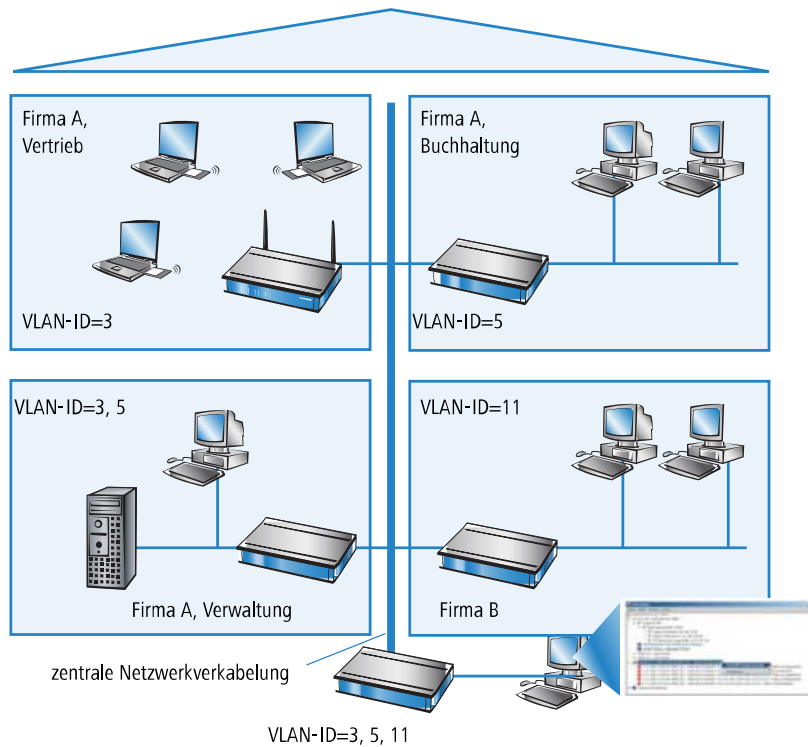 Firma A,
Vertrieb
VLAN-ID=3
Firma A,
Buchhaltung
VLAN-ID=5
VLAN-ID=3, 5
Firma A, Verwaltung
VLAN-ID=11
Firma B
zentrale Netzwerkverkabelung
VLAN-ID=3, 5, 11